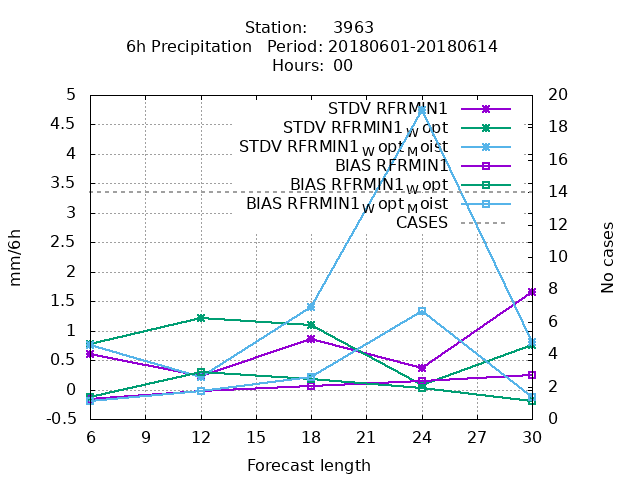 Station: 3963
6h Precipitation Period: 20180601-20180614
Hours: 00
5
4.5
4
3.5
3
2.5
2
1.5
1
0.5
0
-0.5
20
18
16
14
12
10
8
6
4
2
0
STDV RFRMIN1
STDV RFRMIN1_W opt
STDV RFRMIN1_W opt_M oist
BIAS RFRMIN1
BIAS RFRMIN1_W opt
BIAS RFRMIN1_W opt_M oist
CASES
mm/6h
No cases
6 9 12 15 18 21 24 27 30
Forecast length